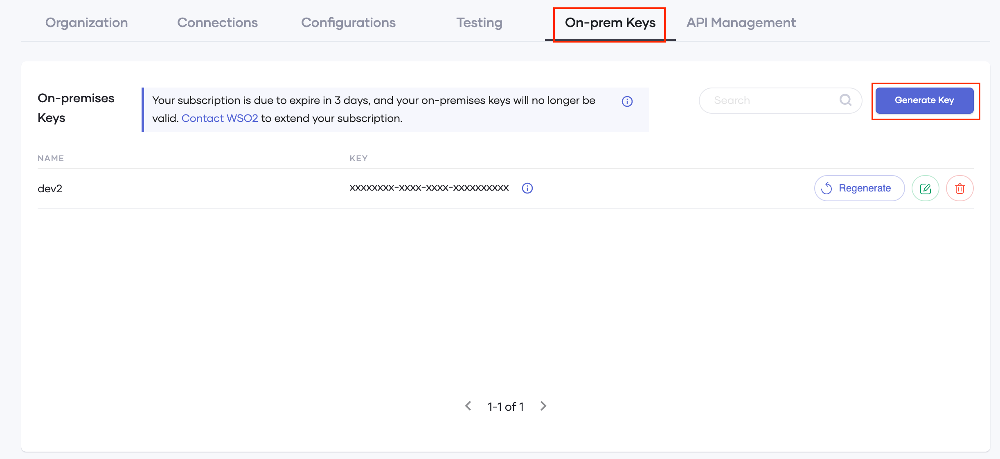 Organization
Connections
Configurations
Testing
On-prem Keys
API Management
On-premises
Keys
Your subscription is due to expire in 3 days, and your on-premises keys will no longer be
valid. Contact WSO2 to extend your subscription.
Search
Generate Key
NAME
KEY
dev2
xxxxxxxx-xxxx-xxxx-xxxxxxxxxx
Regenerate
1-1 of 1